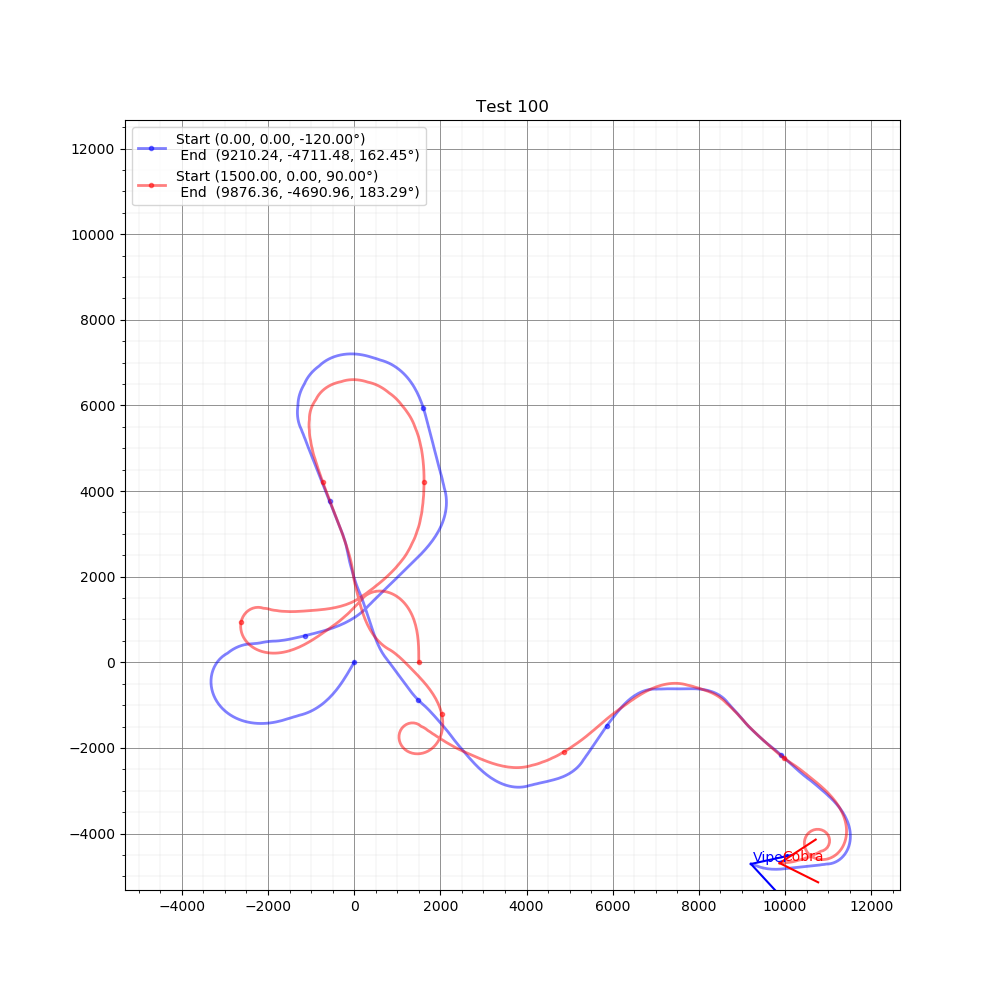 Test 100
Start (0.00, 0.00, -120.00°)
End  (9210.24, -4711.48, 162.45°)
Start (1500.00, 0.00, 90.00°)
End  (9876.36, -4690.96, 183.29°)
12000
10000
8000
6000
4000
2000
0
−2000
−4000
Viper
Cobra
−4000 −2000 0 2000 4000 6000 8000 10000 12000